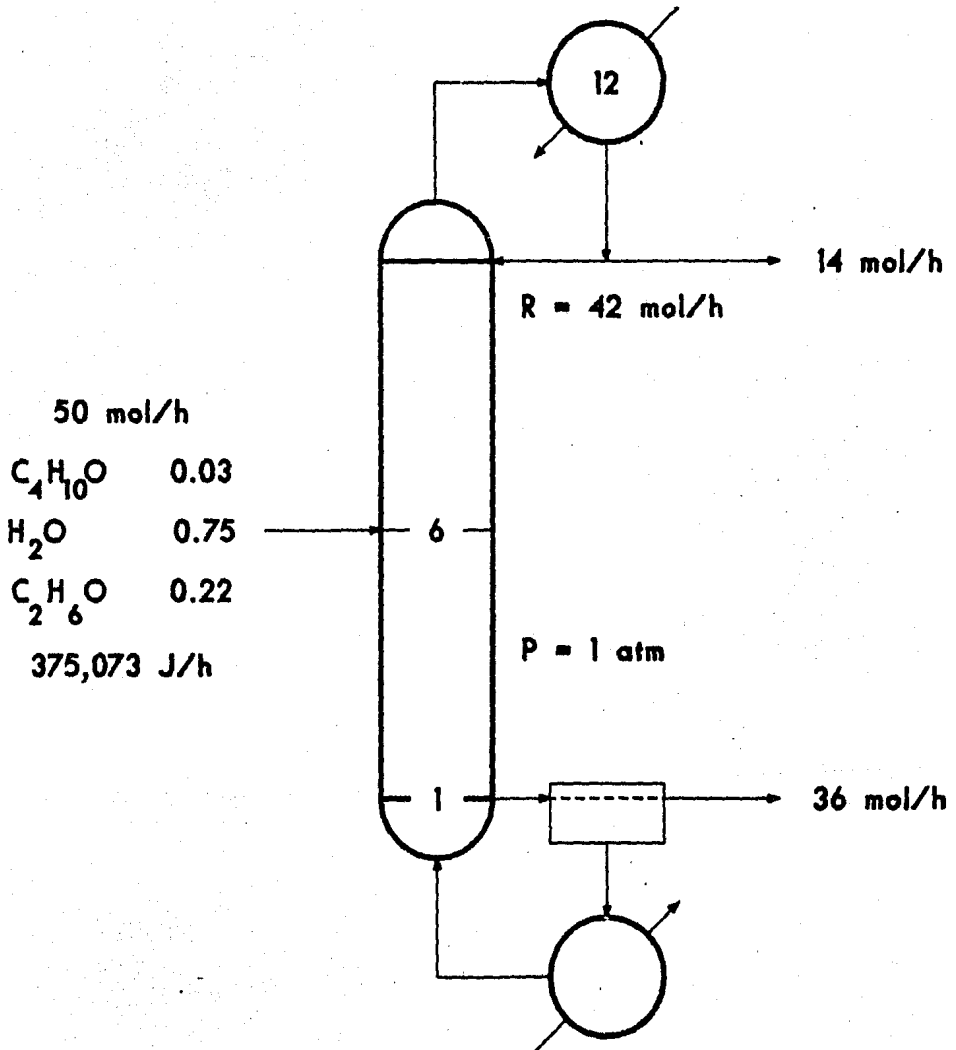 12
14 mol/h
R = 42 mol/h
50 mol/h
C₄H₁₀O 0.03
H₂O 0.75
6
C₂H₆O 0.22
P = 1 atm
375,073 J/h
1
36 mol/h